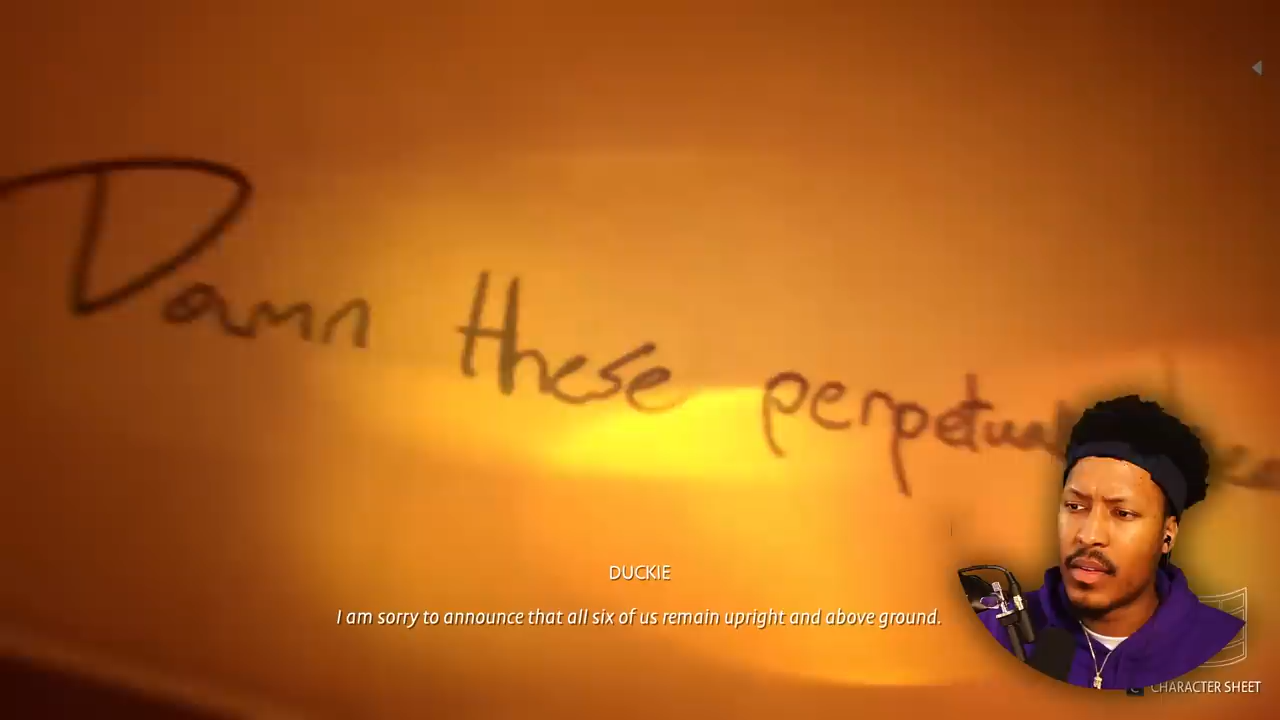 Damn these perpetual
DUCKIE
I am sorry to announce that all six of us remain upright and above ground.
C CHARACTER SHEET